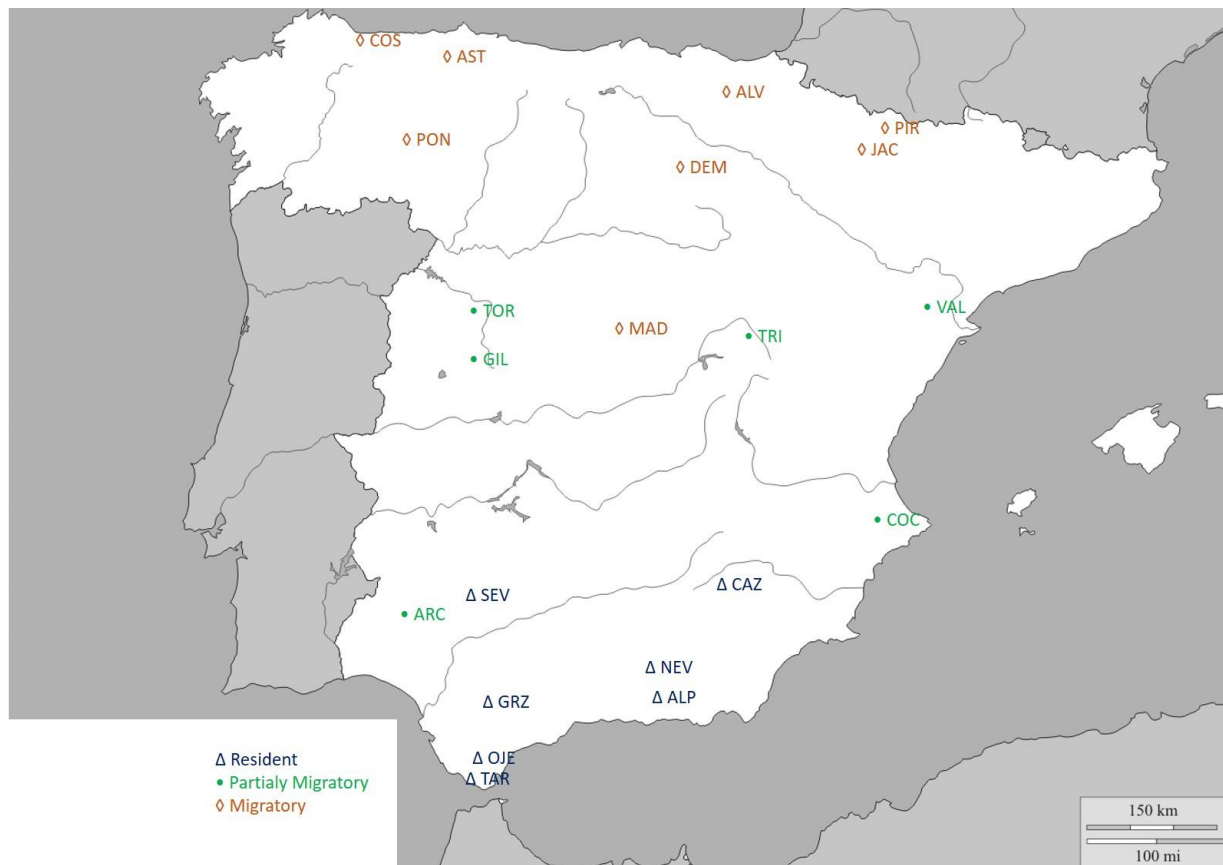 ◊ COS
◊ AST
◊ ALV
◊ PIR
◊ PON
◊ JAC
◊ DEM
• TOR
• VAL
◊ MAD
• TRI
• GIL
• COC
Δ CAZ
Δ SEV
• ARC
Δ NEV
Δ ALP
Δ GRZ
Δ OJE
Δ TAR
Δ Resident
• Partialy Migratory
◊ Migratory
150 km
100 mi